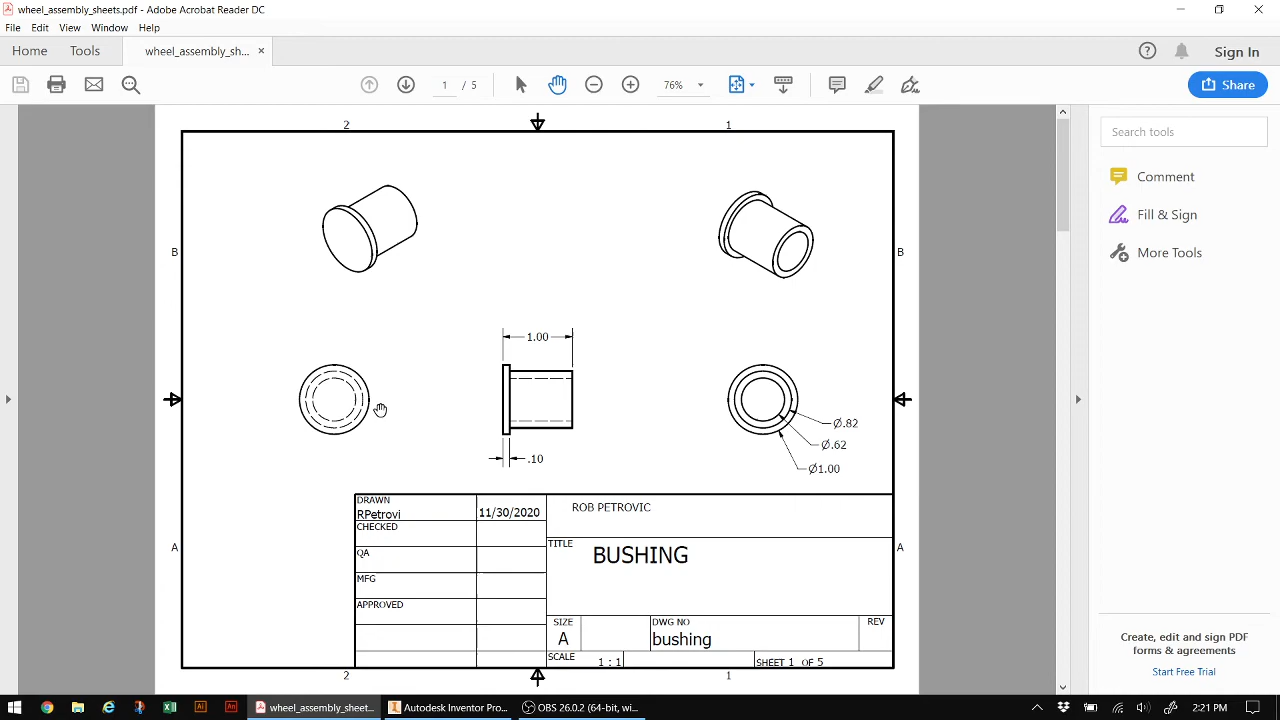 wheel_assembly_sheets.pdf - Adobe Acrobat Reader DC
File Edit View Window Help
Home Tools wheel_assembly_sh... × Sign In
1 / 5 76% Share
2 1
Search tools
Comment
Fill & Sign
More Tools
B B
1.00
Ø.82
Ø.62
.10
Ø1.00
DRAWN
RPetrovi 11/30/2020 ROB PETROVIC
CHECKED
TITLE
BUSHING
QA
A A
MFG
APPROVED
SIZE DWG NO REV
A bushing
SCALE 1 : 1 SHEET 1 OF 5
2 1
Create, edit and sign PDF
forms & agreements
Start Free Trial
wheel_assembly_sheet... Autodesk Inventor Pro... OBS 26.0.2 (64-bit, wi... 2:21 PM